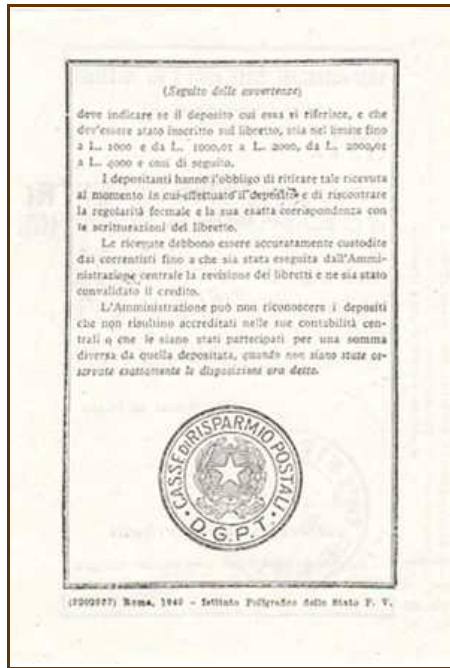 (Seguito delle avvertenze)
deve indicare se il deposito cui essa si riferisce, e che
dev'essere stato inscritto sul libretto, stia nel limite fino
a L. 1000 e da L. 1000,01 a L. 2000, da L. 2000,01
a L. 4000 e così di seguito.
I depositanti hanno l'obbligo di ritirare tale ricevuta
al momento in cui effettuato il deposito e di riscontrare
la regolarità formale e la sua esatta corrispondenza con
le scritturazioni del libretto.
Le ricevute debbono essere accuratamente custodite
dai correntisti fino a che sia stata eseguita dall'Ammi-
nistrazione centrale la revisione dei libretti e ne sia stato
convalidato il credito.
L'Amministrazione può non riconoscere i depositi
che non risultino accreditati nelle sue contabilità cen-
trali o che le siano stati partecipati per una somma
diversa da quella depositata, quando non siano state os-
servate esattamente le disposizioni ora dette.
CASSE DI RISPARMIO POSTALI
· D.G.P.T. ·
Roma, - Istituto Poligrafico dello Stato P. V.